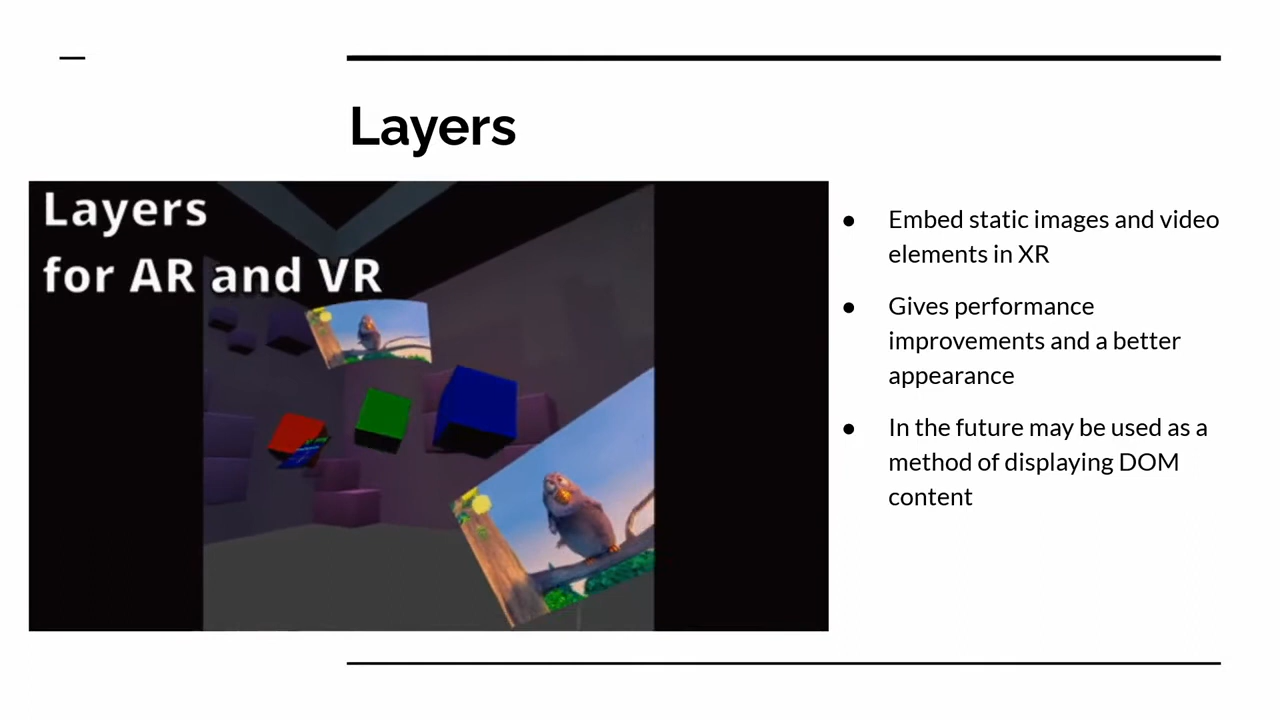 Layers
Layers
for AR and VR
● Embed static images and video
elements in XR
● Gives performance
improvements and a better
appearance
● In the future may be used as a
method of displaying DOM
content